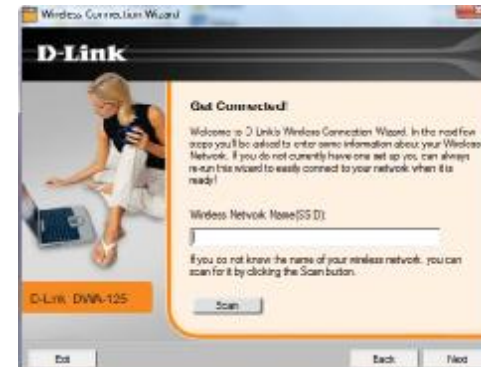 Wireless Connection Wizard
D-Link
Get Connected!
Welcome to D-Link's Wireless Connection Wizard. In the next few
steps you'll be asked to enter some information about your Wireless
Network. If you do not currently have one set up you can always
re-run this wizard to easily connect to your network when it is
ready!
Wireless Network Name(SSID):
If you do not know the name of your wireless network, you can
scan for it by clicking the Scan button.
D-Link DWA-125
Scan
Exit
Back
Next